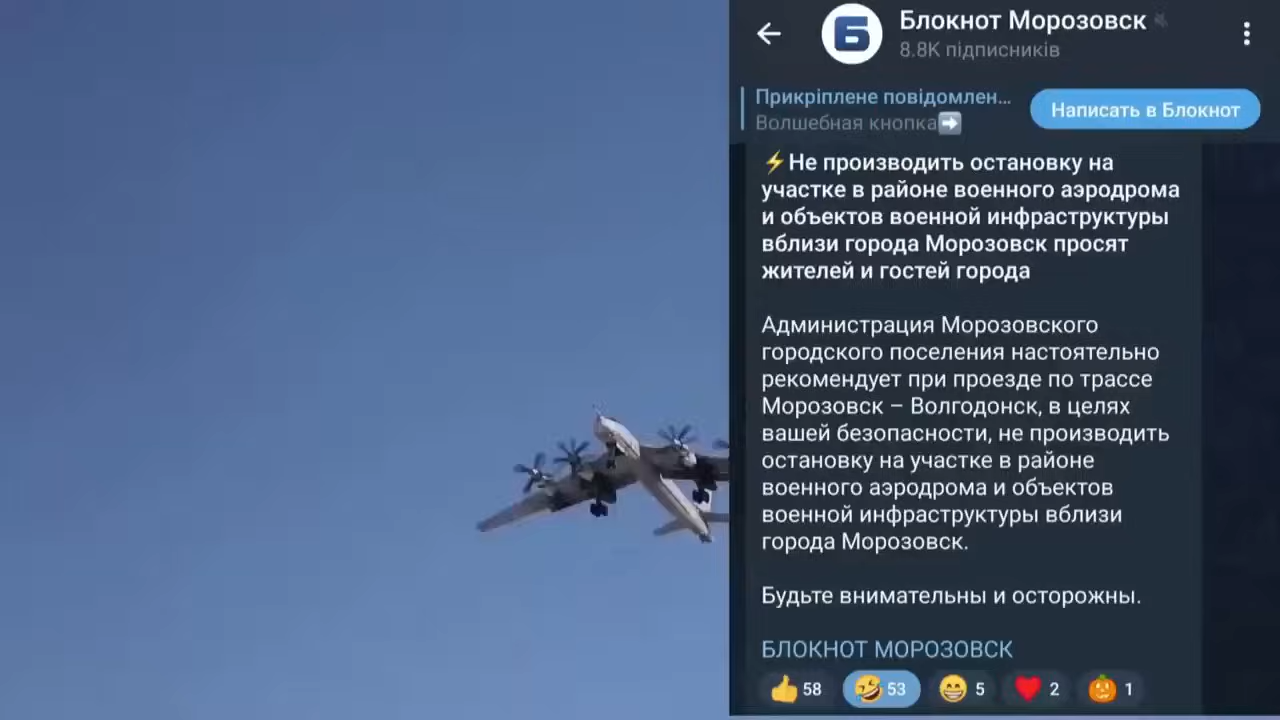 Блокнот Морозовск
8.8K підписників
Прикріплене повідомлен...
Волшебная кнопка➡
Написать в Блокнот
⚡Не производить остановку на
участке в районе военного аэродрома
и объектов военной инфраструктуры
вблизи города Морозовск просят
жителей и гостей города
Администрация Морозовского
городского поселения настоятельно
рекомендует при проезде по трассе
Морозовск – Волгодонск, в целях
вашей безопасности, не производить
остановку на участке в районе
военного аэродрома и объектов
военной инфраструктуры вблизи
города Морозовск.
Будьте внимательны и осторожны.
БЛОКНОТ МОРОЗОВСК
👍 58 🤣 53 😁 5 ❤ 2 🎃 1